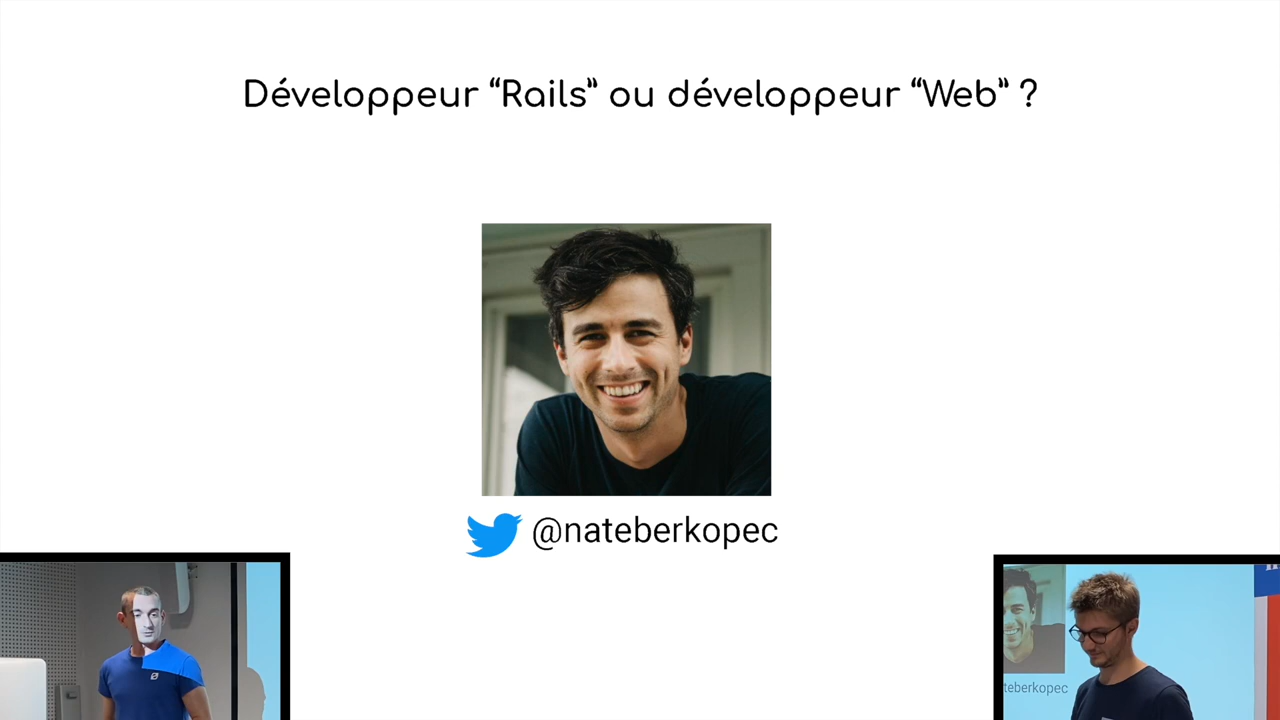 Développeur “Rails” ou développeur “Web” ?
@nateberkopec
teberkopec